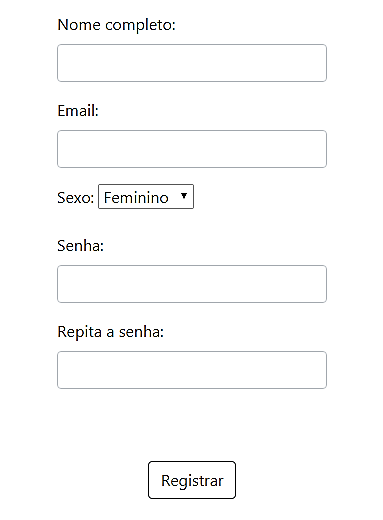 Nome completo:
Email:
Sexo: Feminino
Senha:
Repita a senha:
Registrar